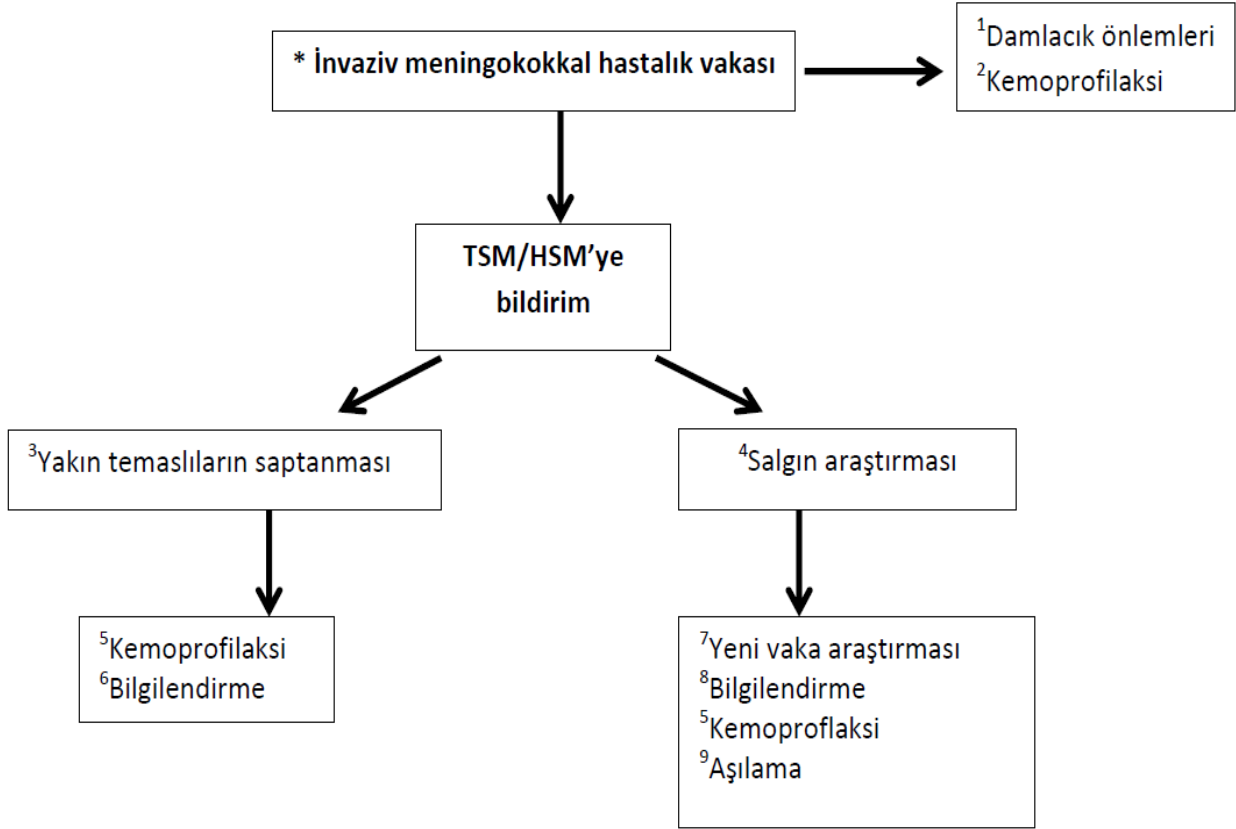 * İnvaziv meningokokkal hastalık vakası
¹Damlacık önlemleri
²Kemoprofilaksi
TSM/HSM'ye
bildirim
³Yakın temaslıların saptanması
⁴Salgın araştırması
⁵Kemoprofilaksi
⁶Bilgilendirme
⁷Yeni vaka araştırması
⁸Bilgilendirme
⁵Kemoproflaksi
⁹Aşılama